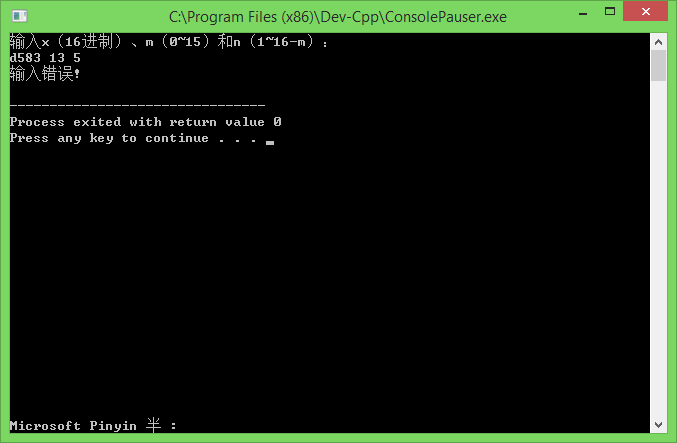 C:\Program Files (x86)\Dev-Cpp\ConsolePauser.exe
输入x（16进制）、m（0~15）和n（1~16-m）：
d583 13 5
输入错误!
--------------------------------
Process exited with return value 0
Press any key to continue . . .
Microsoft Pinyin 半 :